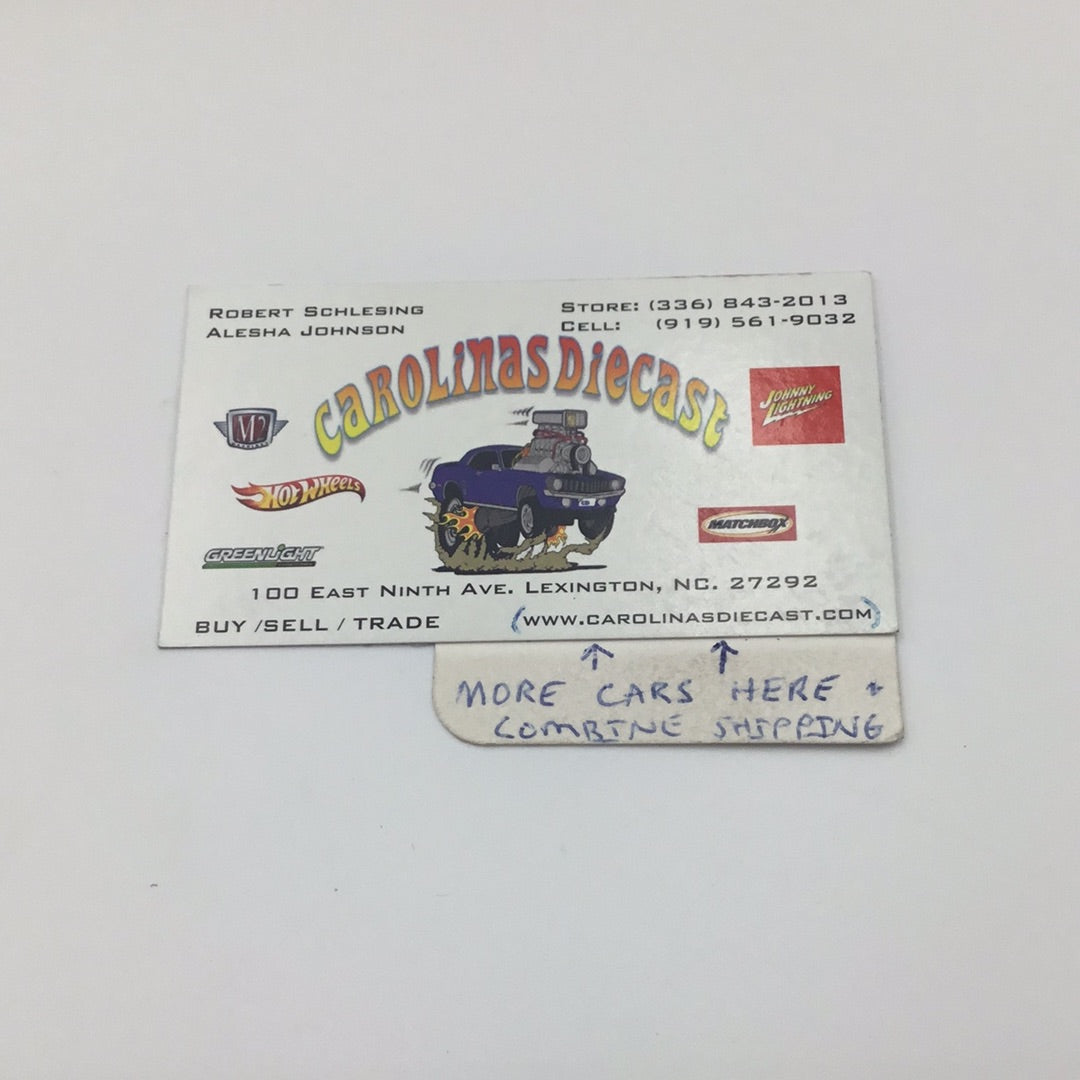 ROBERT SCHLESING
ALESHA JOHNSON
STORE: (336) 843-2013
CELL: (919) 561-9032
CAROLINAS DIECAST
M2
JOHNNY LIGHTNING
HOT WHEELS
MATCHBOX
GREENLIGHT
100 EAST NINTH AVE. LEXINGTON, NC. 27292
BUY /SELL / TRADE
(WWW.CAROLINASDIECAST.COM)
MORE CARS HERE +
COMBINE SHIPPING